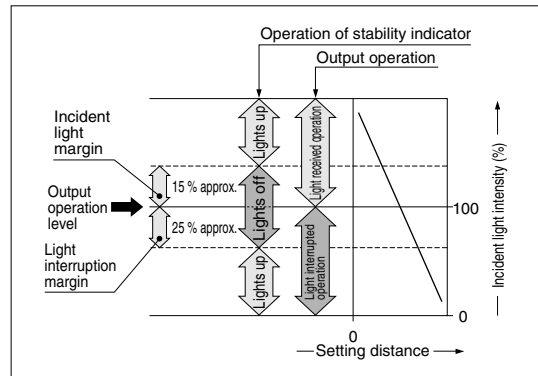 Operation of stability indicator
Output operation
Incident
light
margin
Output
operation
level
Light
interruption
margin
15 % approx.
25 % approx.
Lights up
Lights off
Lights up
Light received operation
Light interrupted
operation
100
0
0
Setting distance
Incident light intensity (%)